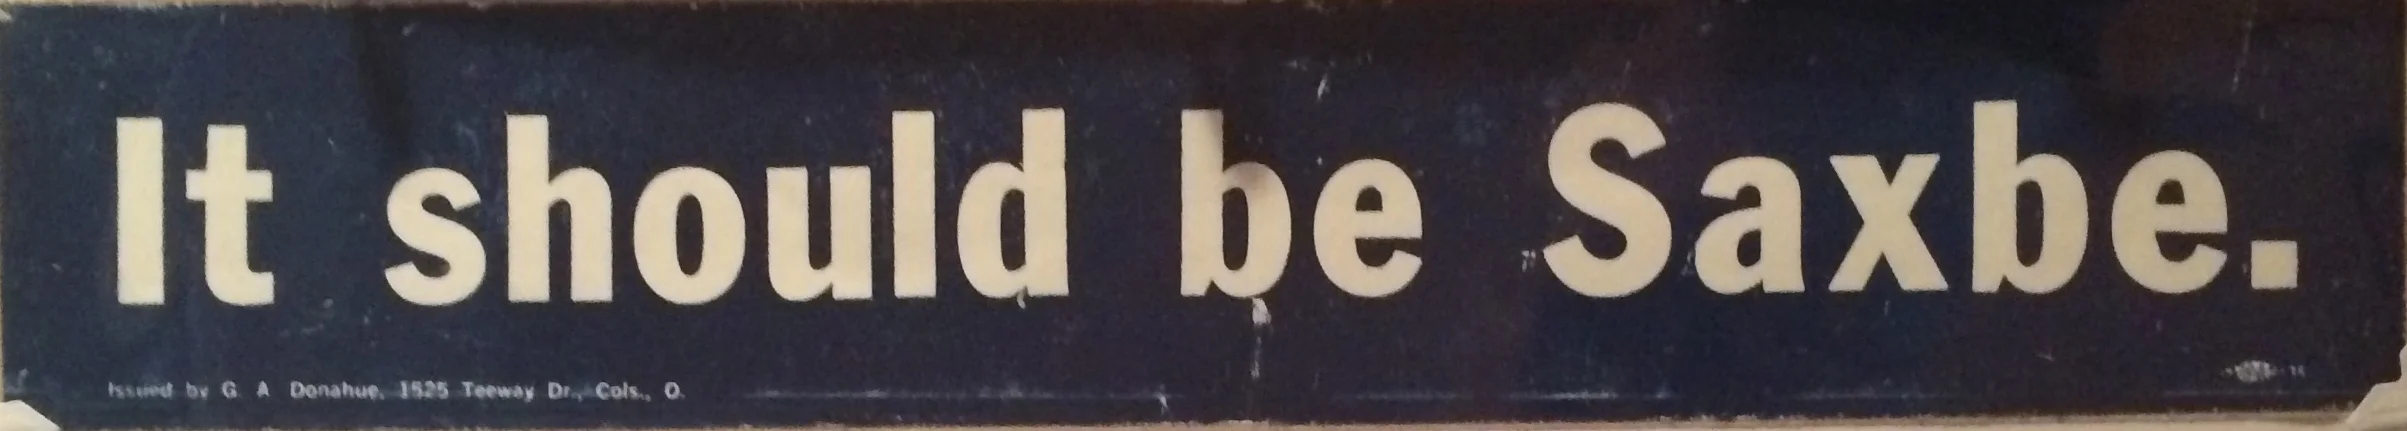 It should be Saxbe.
Issued by G. A. Donahue, 1525 Teeway Dr., Cols., O.